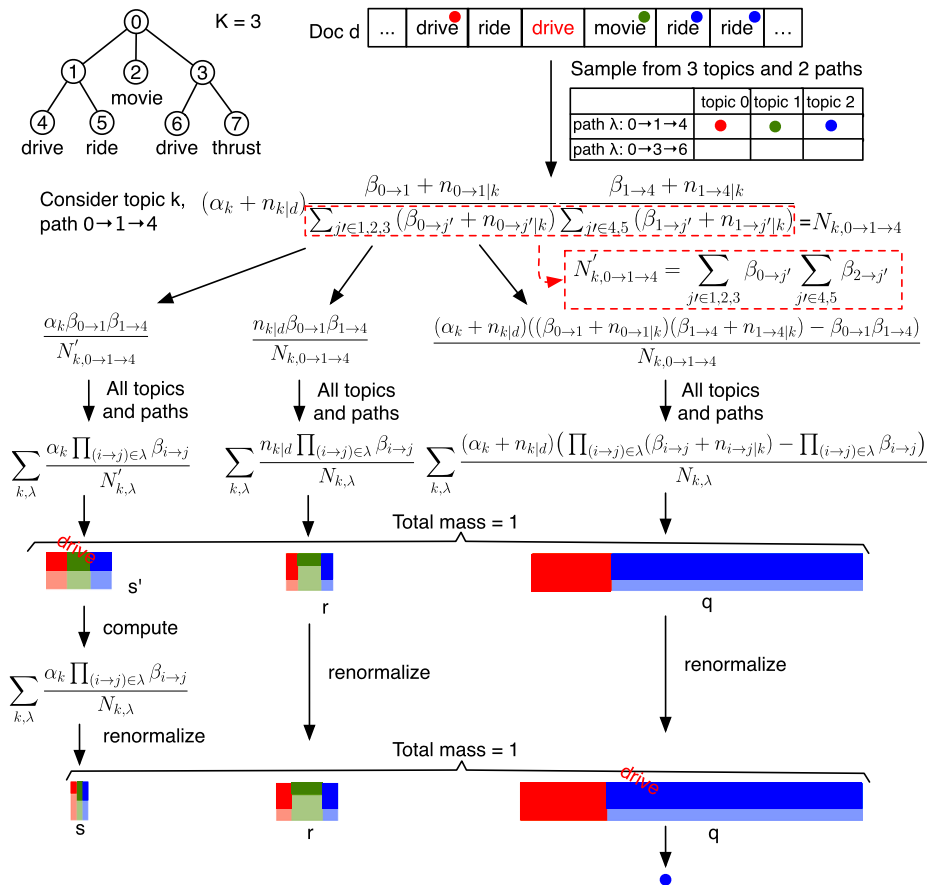 0 K = 3
1 2 3
movie
4 5 6 7
drive ride drive thrust
Doc d ... drive ride drive movie ride ride ...
Sample from 3 topics and 2 paths
topic 0 topic 1 topic 2
path λ: 0→1→4
path λ: 0→3→6
Consider topic k,
path 0→1→4
(α_k + n_{k|d}) \frac{β_{0→1} + n_{0→1|k}}{∑_{j′∈1,2,3} (β_{0→j′} + n_{0→j′|k})} \frac{β_{1→4} + n_{1→4|k}}{∑_{j′∈4,5} (β_{1→j′} + n_{1→j′|k})} = N_{k,0→1→4}
N′_{k,0→1→4} = ∑_{j′∈1,2,3} β_{0→j′} ∑_{j′∈4,5} β_{2→j′}
\frac{α_k β_{0→1} β_{1→4}}{N′_{k,0→1→4}} \frac{n_{k|d} β_{0→1} β_{1→4}}{N_{k,0→1→4}} \frac{(α_k + n_{k|d})((β_{0→1} + n_{0→1|k})(β_{1→4} + n_{1→4|k}) − β_{0→1} β_{1→4})}{N_{k,0→1→4}}
All topics and paths
All topics and paths
All topics and paths
∑_{k,λ} \frac{α_k ∏_{(i→j)∈λ} β_{i→j}}{N′_{k,λ}} ∑_{k,λ} \frac{n_{k|d} ∏_{(i→j)∈λ} β_{i→j}}{N_{k,λ}} ∑_{k,λ} \frac{(α_k + n_{k|d})(∏_{(i→j)∈λ} (β_{i→j} + n_{i→j|k}) − ∏_{(i→j)∈λ} β_{i→j})}{N_{k,λ}}
Total mass = 1
drive
s' r q
compute
∑_{k,λ} \frac{α_k ∏_{(i→j)∈λ} β_{i→j}}{N_{k,λ}}
renormalize
renormalize
renormalize
Total mass = 1
drive
s r q